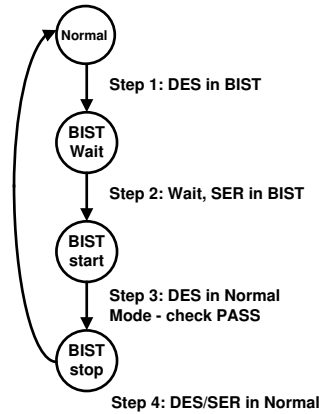 Normal
Step 1: DES in BIST
BIST
Wait
Step 2: Wait, SER in BIST
BIST
start
Step 3: DES in Normal
Mode - check PASS
BIST
stop
Step 4: DES/SER in Normal